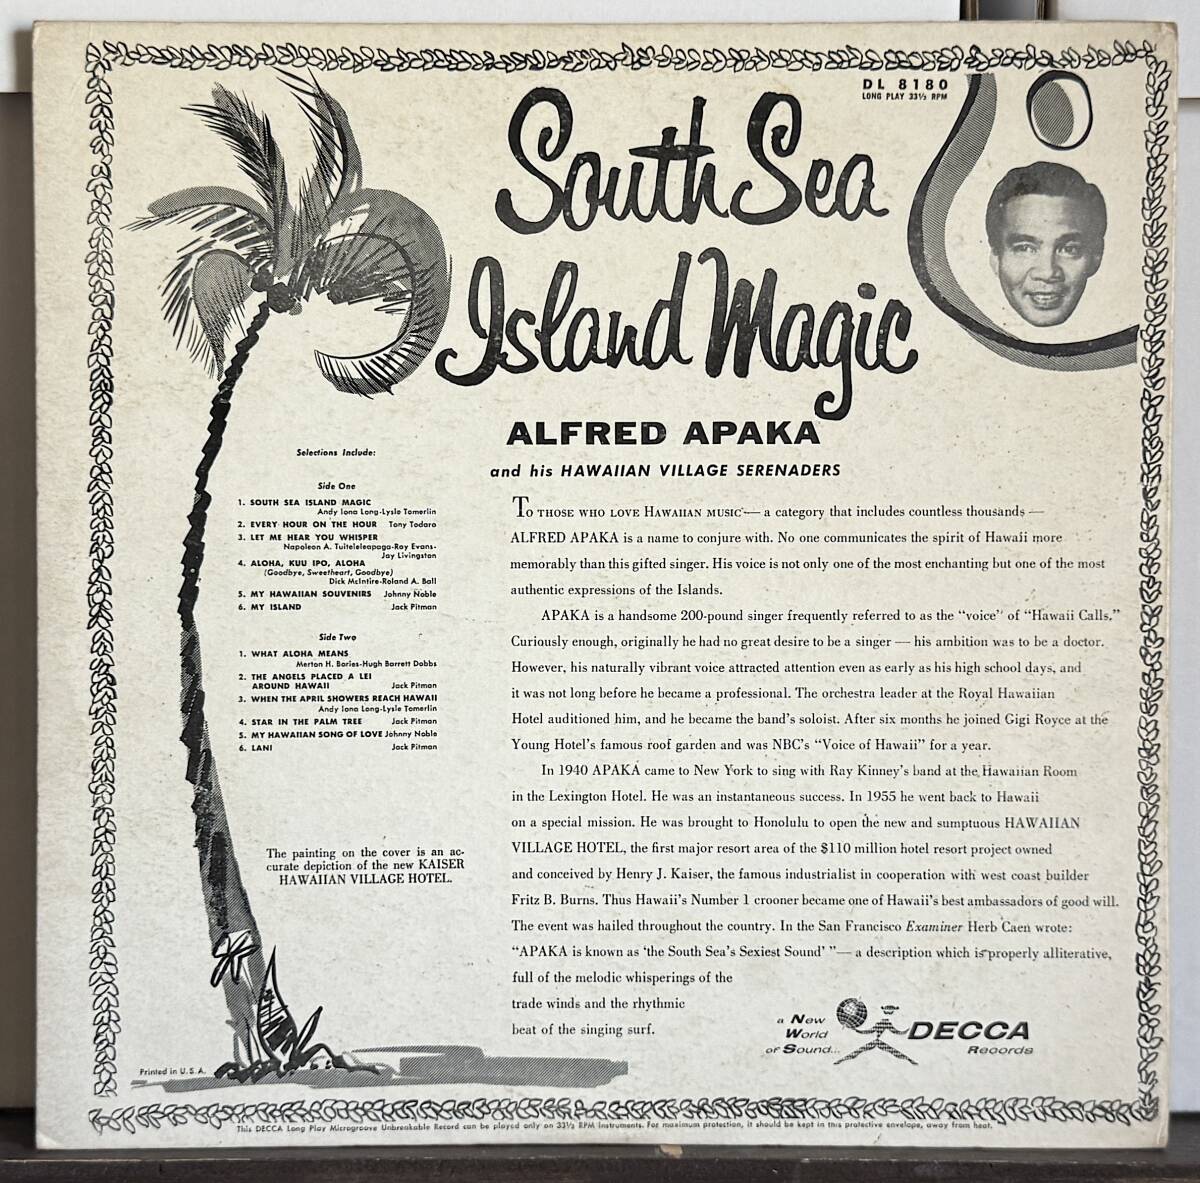 DL 8180
LONG PLAY 33⅓ RPM
South Sea
Island Magic
ALFRED APAKA
and his HAWAIIAN VILLAGE SERENADERS
Selections Include:
Side One
1. SOUTH SEA ISLAND MAGIC
Andy Iona Long-Lysle Tomerlin
2. EVERY HOUR ON THE HOUR Tony Todaro
3. LET ME HEAR YOU WHISPER
Napoleon A. Tuiteleleapaga-Ray Evans-
Jay Livingston
4. ALOHA, KUU IPO, ALOHA
(Goodbye, Sweetheart, Goodbye)
Dick McIntire-Roland A. Ball
5. MY HAWAIIAN SOUVENIRS Johnny Noble
6. MY ISLAND Jack Pitman
Side Two
1. WHAT ALOHA MEANS
Merton H. Bories-Hugh Barrett Dobbs
2. THE ANGELS PLACED A LEI
AROUND HAWAII Jack Pitman
3. WHEN THE APRIL SHOWERS REACH HAWAII
Andy Iona Long-Lysle Tomerlin
4. STAR IN THE PALM TREE Jack Pitman
5. MY HAWAIIAN SONG OF LOVE Johnny Noble
6. LANI Jack Pitman
The painting on the cover is an ac-
curate depiction of the new KAISER
HAWAIIAN VILLAGE HOTEL.
TO THOSE WHO LOVE HAWAIIAN MUSIC — a category that includes countless thousands —
ALFRED APAKA is a name to conjure with. No one communicates the spirit of Hawaii more
memorably than this gifted singer. His voice is not only one of the most enchanting but one of the most
authentic expressions of the Islands.
APAKA is a handsome 200-pound singer frequently referred to as the "voice" of "Hawaii Calls."
Curiously enough, originally he had no great desire to be a singer — his ambition was to be a doctor.
However, his naturally vibrant voice attracted attention even as early as his high school days, and
it was not long before he became a professional. The orchestra leader at the Royal Hawaiian
Hotel auditioned him, and he became the band's soloist. After six months he joined Gigi Royce at the
Young Hotel's famous roof garden and was NBC's "Voice of Hawaii" for a year.
In 1940 APAKA came to New York to sing with Ray Kinney's band at the Hawaiian Room
in the Lexington Hotel. He was an instantaneous success. In 1955 he went back to Hawaii
on a special mission. He was brought to Honolulu to open the new and sumptuous HAWAIIAN
VILLAGE HOTEL, the first major resort area of the $110 million hotel resort project owned
and conceived by Henry J. Kaiser, the famous industrialist in cooperation with west coast builder
Fritz B. Burns. Thus Hawaii's Number 1 crooner became one of Hawaii's best ambassadors of good will.
The event was hailed throughout the country. In the San Francisco Examiner Herb Caen wrote:
"APAKA is known as 'the South Sea's Sexiest Sound' "— a description which is properly alliterative,
full of the melodic whisperings of the
trade winds and the rhythmic
beat of the singing surf.
a New
World
of Sound...
DECCA
Records
Printed in U.S.A.
This DECCA Long Play Microgroove Unbreakable Record can be played only on 33⅓ RPM Instruments. For maximum protection, it should be kept in this protective envelope, away from heat.